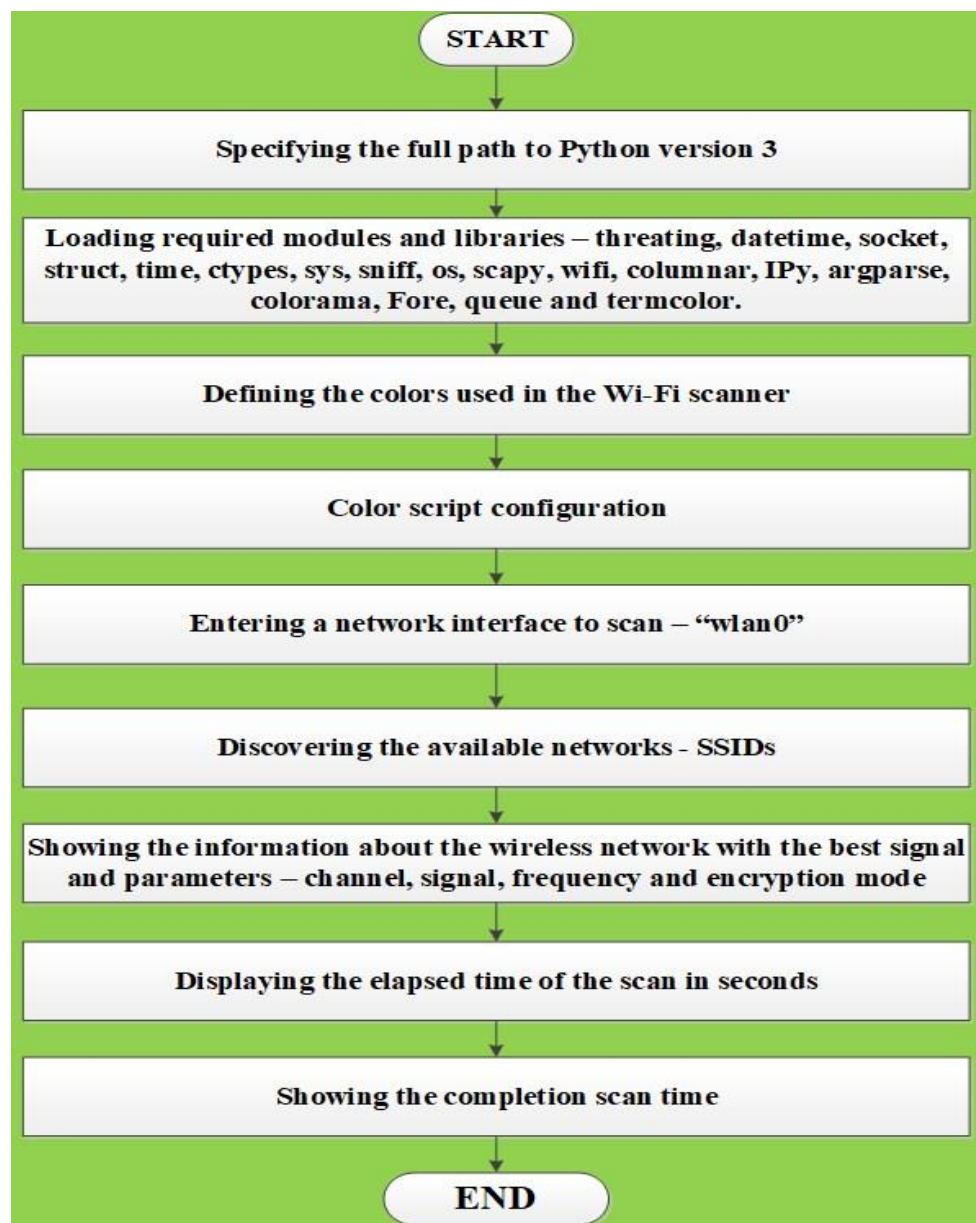 START
Specifying the full path to Python version 3
Loading required modules and libraries – threating, datetime, socket,
struct, time, ctypes, sys, sniff, os, scapy, wifi, columnar, IPy, argparse,
colorama, Fore, queue and termcolor.
Defining the colors used in the Wi-Fi scanner
Color script configuration
Entering a network interface to scan – “wlan0”
Discovering the available networks - SSIDs
Showing the information about the wireless network with the best signal
and parameters – channel, signal, frequency and encryption mode
Displaying the elapsed time of the scan in seconds
Showing the completion scan time
END